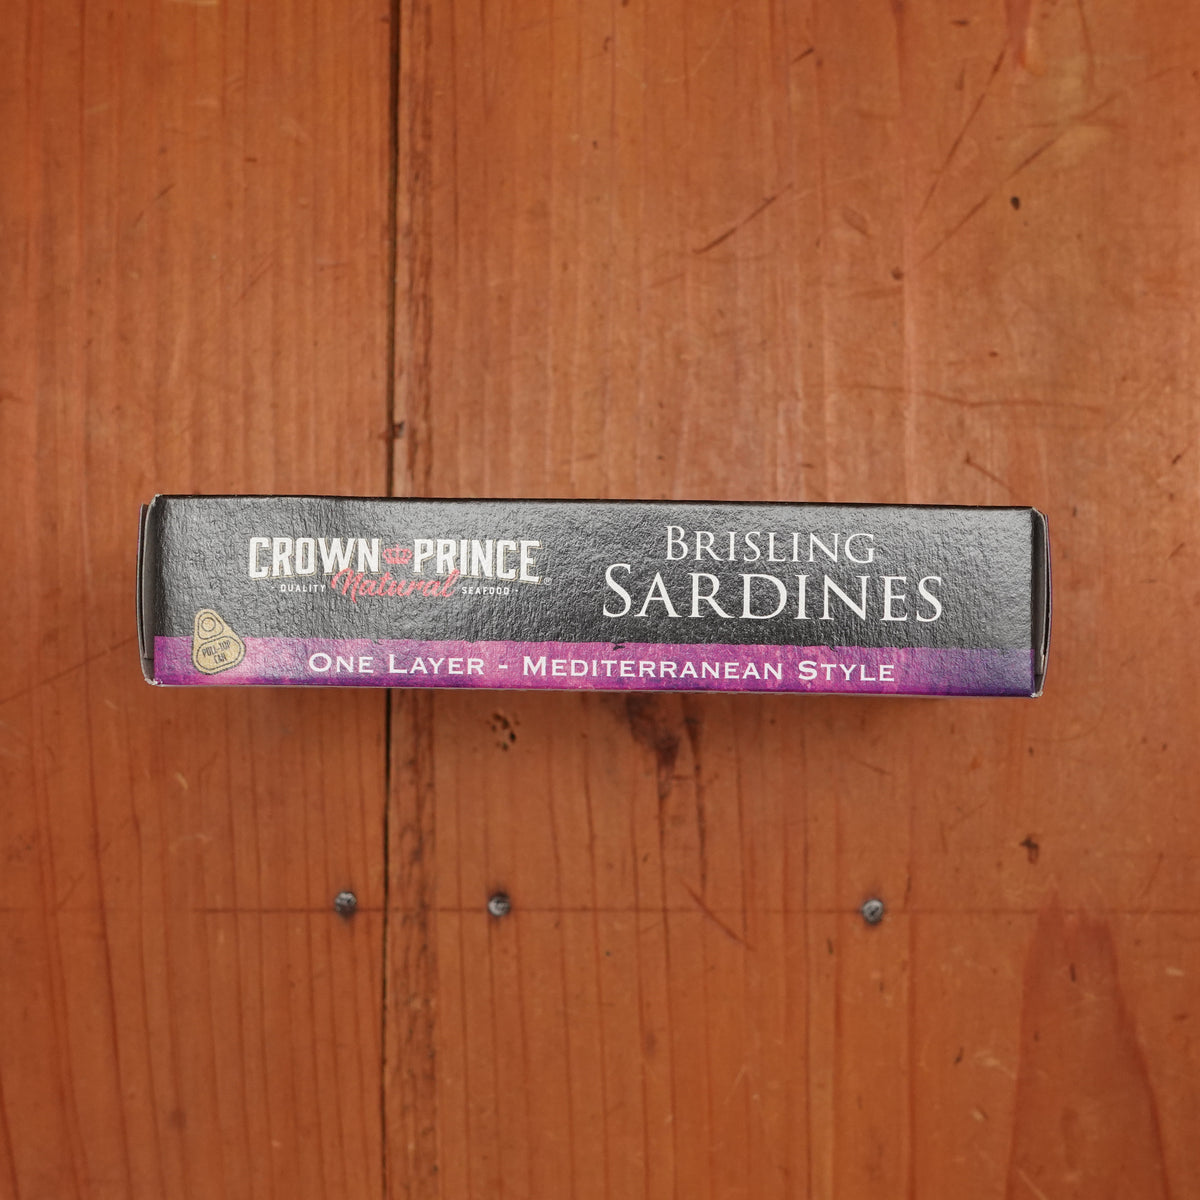 CROWN PRINCE®
QUALITY Natural SEAFOOD
BRISLING
SARDINES
PULL-TOP
CAN
ONE LAYER - MEDITERRANEAN STYLE